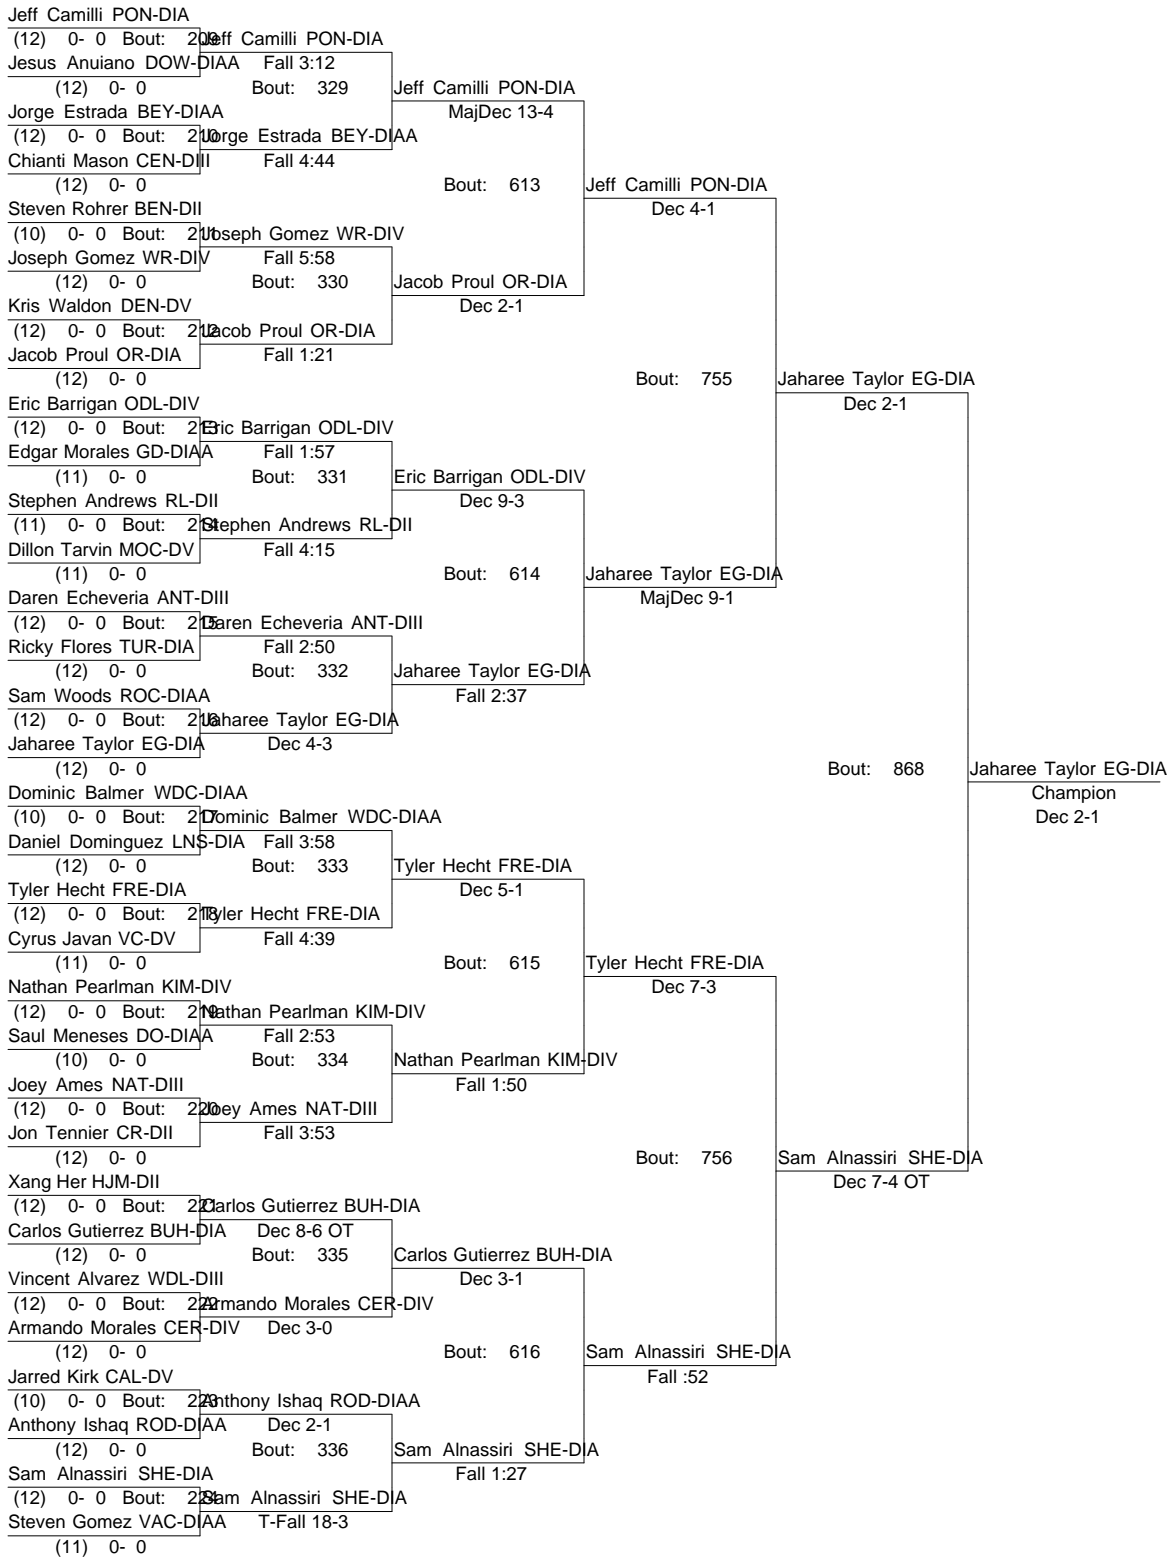 Jeff Camilli PON-DIA
(12) 0- 0 Bout: 209 Jeff Camilli PON-DIA
Jesus Anuiano DOW-DIAA Fall 3:12
(12) 0- 0 Bout: 329 Jeff Camilli PON-DIA
Jorge Estrada BEY-DIAA MajDec 13-4
(12) 0- 0 Bout: 210 Jorge Estrada BEY-DIAA
Chianti Mason CEN-DIII Fall 4:44
(12) 0- 0 Bout: 613 Jeff Camilli PON-DIA
Steven Rohrer BEN-DII Dec 4-1
(10) 0- 0 Bout: 211 Joseph Gomez WR-DIV
Joseph Gomez WR-DIV Fall 5:58
(12) 0- 0 Bout: 330 Jacob Proul OR-DIA
Kris Waldon DEN-DV Dec 2-1
(12) 0- 0 Bout: 212 Jacob Proul OR-DIA
Jacob Proul OR-DIA Fall 1:21
(12) 0- 0 Bout: 755 Jaharee Taylor EG-DIA
Eric Barrigan ODL-DIV Dec 2-1
(12) 0- 0 Bout: 213 Eric Barrigan ODL-DIV
Edgar Morales GD-DIAA Fall 1:57
(11) 0- 0 Bout: 331 Eric Barrigan ODL-DIV
Stephen Andrews RL-DII Dec 9-3
(11) 0- 0 Bout: 214 Stephen Andrews RL-DII
Dillon Tarvin MOC-DV Fall 4:15
(11) 0- 0 Bout: 614 Jaharee Taylor EG-DIA
Daren Echeveria ANT-DIII MajDec 9-1
(12) 0- 0 Bout: 215 Daren Echeveria ANT-DIII
Ricky Flores TUR-DIA Fall 2:50
(12) 0- 0 Bout: 332 Jaharee Taylor EG-DIA
Sam Woods ROC-DIAA Fall 2:37
(12) 0- 0 Bout: 216 Jaharee Taylor EG-DIA
Jaharee Taylor EG-DIA Dec 4-3
(12) 0- 0 Bout: 868 Jaharee Taylor EG-DIA
Dominic Balmer WDC-DIAA Champion
(10) 0- 0 Bout: 217 Dominic Balmer WDC-DIAA Dec 2-1
Daniel Dominguez LNS-DIA Fall 3:58
(12) 0- 0 Bout: 333 Tyler Hecht FRE-DIA
Tyler Hecht FRE-DIA Dec 5-1
(12) 0- 0 Bout: 218 Tyler Hecht FRE-DIA
Cyrus Javan VC-DV Fall 4:39
(11) 0- 0 Bout: 615 Tyler Hecht FRE-DIA
Nathan Pearlman KIM-DIV Dec 7-3
(12) 0- 0 Bout: 219 Nathan Pearlman KIM-DIV
Saul Meneses DO-DIAA Fall 2:53
(10) 0- 0 Bout: 334 Nathan Pearlman KIM-DIV
Joey Ames NAT-DIII Fall 1:50
(12) 0- 0 Bout: 220 Joey Ames NAT-DIII
Jon Tennier CR-DII Fall 3:53
(12) 0- 0 Bout: 756 Sam Alnassiri SHE-DIA
Xang Her HJM-DII Dec 7-4 OT
(12) 0- 0 Bout: 221 Carlos Gutierrez BUH-DIA
Carlos Gutierrez BUH-DIA Dec 8-6 OT
(12) 0- 0 Bout: 335 Carlos Gutierrez BUH-DIA
Vincent Alvarez WDL-DIII Dec 3-1
(12) 0- 0 Bout: 222 Armando Morales CER-DIV
Armando Morales CER-DIV Dec 3-0
(12) 0- 0 Bout: 616 Sam Alnassiri SHE-DIA
Jarred Kirk CAL-DV Fall :52
(10) 0- 0 Bout: 223 Anthony Ishaq ROD-DIAA
Anthony Ishaq ROD-DIAA Dec 2-1
(12) 0- 0 Bout: 336 Sam Alnassiri SHE-DIA
Sam Alnassiri SHE-DIA Fall 1:27
(12) 0- 0 Bout: 224 Sam Alnassiri SHE-DIA
Steven Gomez VAC-DIAA T-Fall 18-3
(11) 0- 0